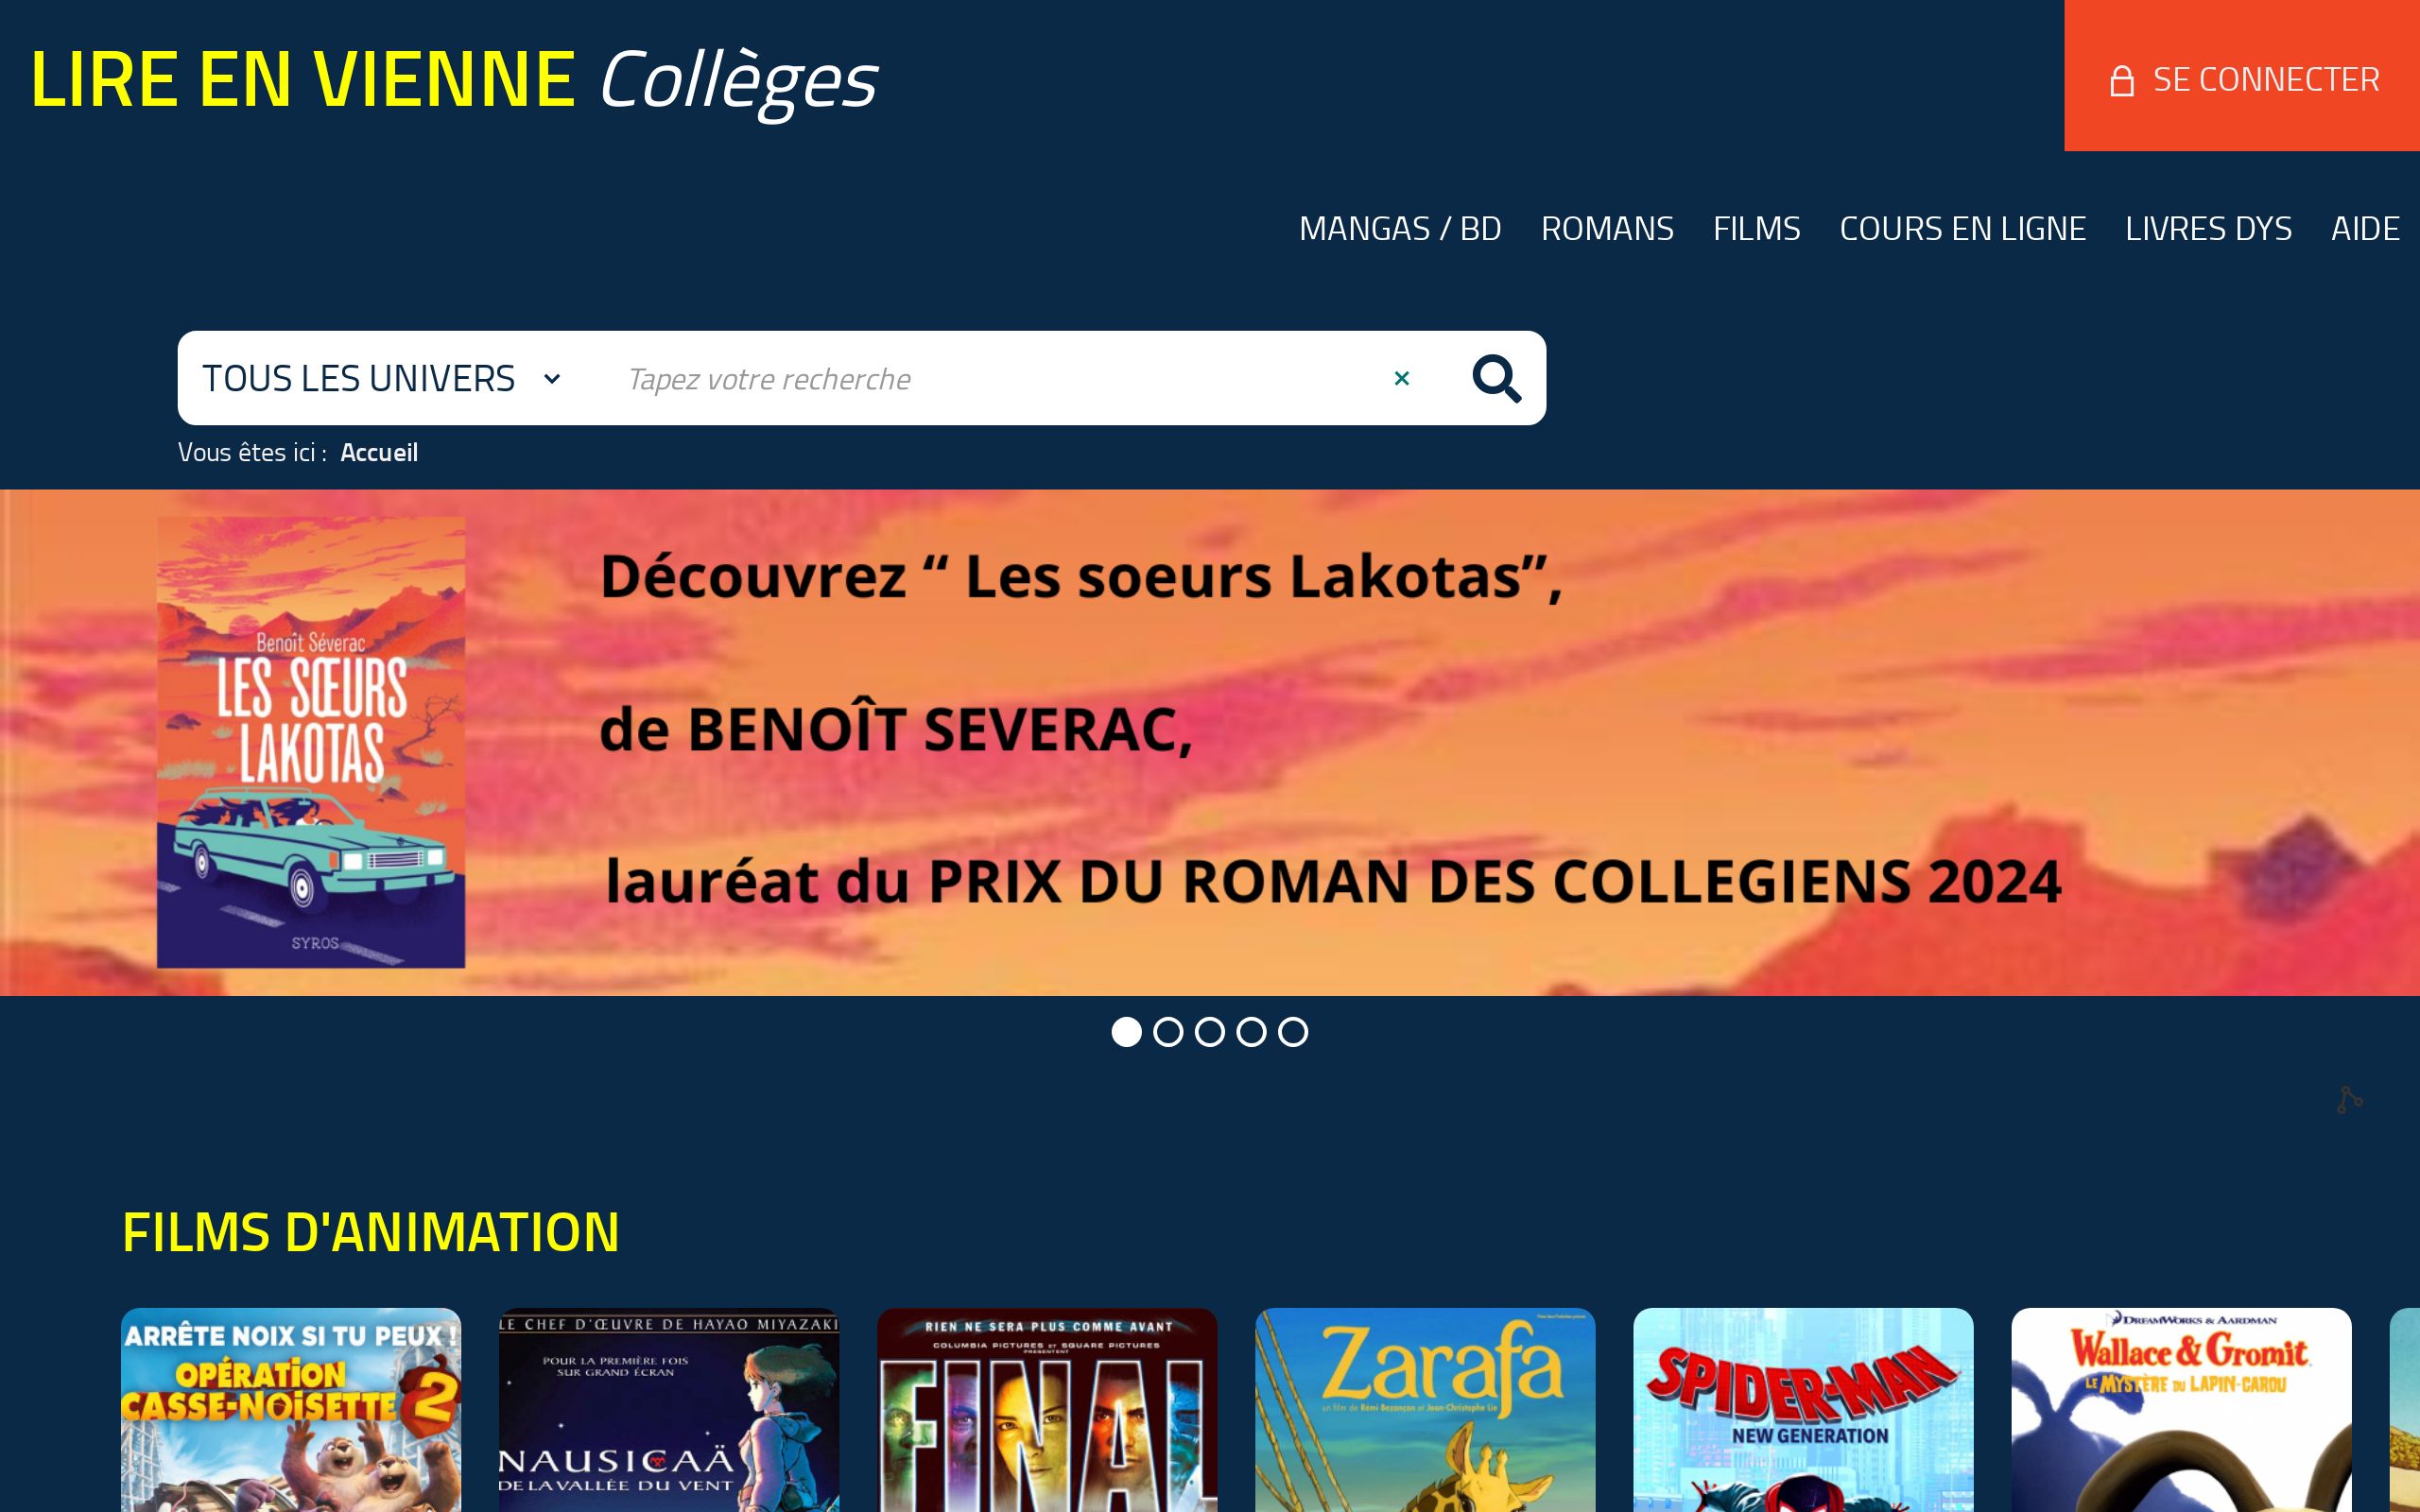 LIRE EN VIENNE Collèges
SE CONNECTER
MANGAS / BD ROMANS FILMS COURS EN LIGNE LIVRES DYS AIDE
TOUS LES UNIVERS
Tapez votre recherche
Vous êtes ici : Accueil
Benoît Séverac
LES SŒURS
LAKOTAS
SYROS
Découvrez “ Les soeurs Lakotas”,
de BENOÎT SEVERAC,
lauréat du PRIX DU ROMAN DES COLLEGIENS 2024
FILMS D'ANIMATION
ARRÊTE NOIX SI TU PEUX !
OPÉRATION
CASSE-NOISETTE 2
LE CHEF D'ŒUVRE DE HAYAO MIYAZAKI
POUR LA PREMIÈRE FOIS
SUR GRAND ÉCRAN
NAUSICAÄ
DE LA VALLÉE DU VENT
RIEN NE SERA PLUS COMME AVANT
COLUMBIA PICTURES ET SQUARE PICTURES
PRÉSENTENT
FINAL
Zarafa
un film de Rémi Bezançon et Jean-Christophe Lie
SPIDER-MAN
NEW GENERATION
DREAMWORKS & AARDMAN
Wallace & Gromit
LE MYSTÈRE DU LAPIN-GAROU